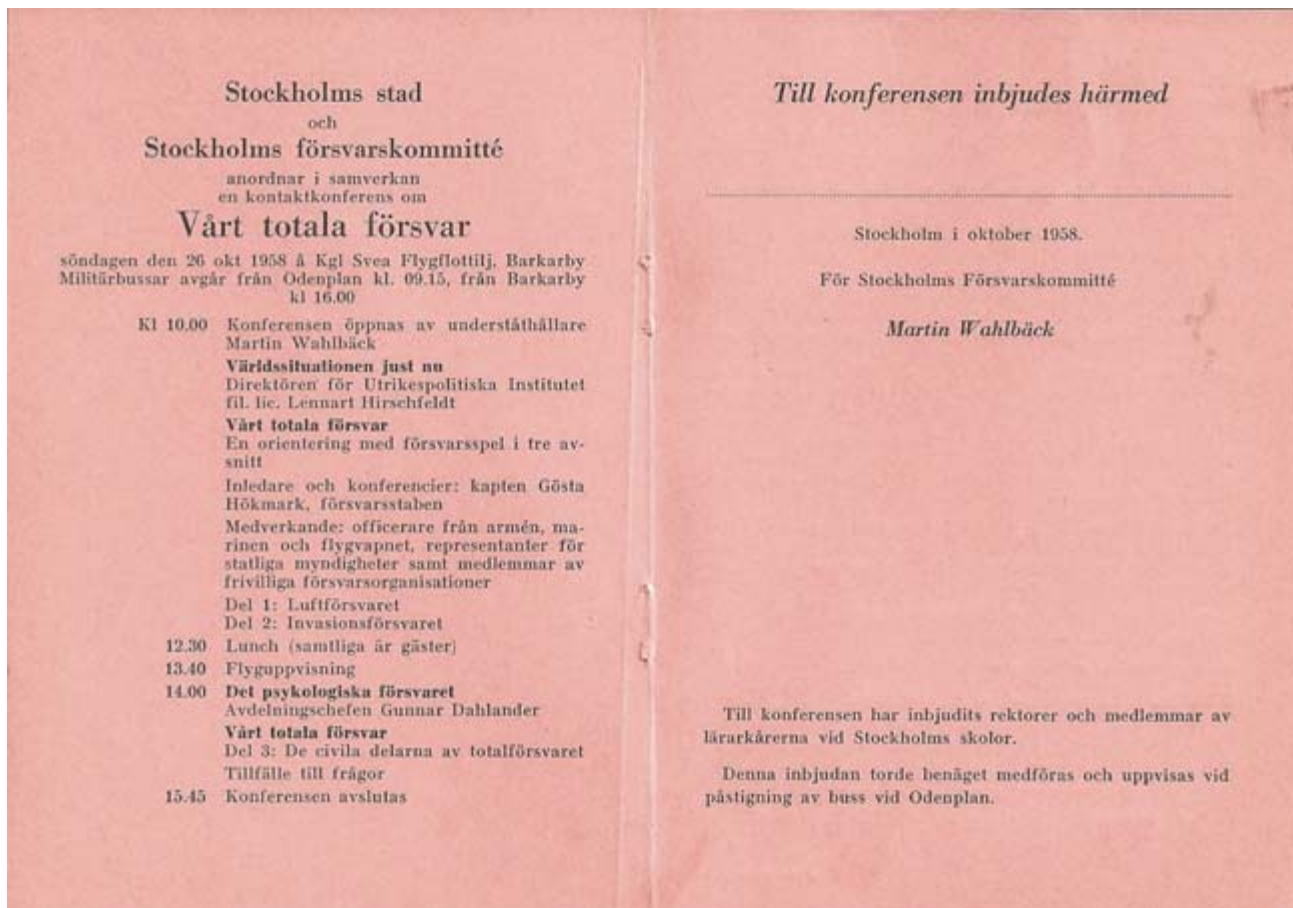 Stockholms stad
och
Stockholms försvarskommitté
anordnar i samverkan
en kontaktkonferens om
Vårt totala försvar
söndagen den 26 okt 1958 å Kgl Svea Flygflottilj, Barkarby
Militärbussar avgår från Odenplan kl. 09.15, från Barkarby
kl 16.00
Kl 10.00 Konferensen öppnas av underståthållare
Martin Wahlbäck
Världssituationen just nu
Direktören för Utrikespolitiska Institutet
fil. lic. Lennart Hirschfeldt
Vårt totala försvar
En orientering med försvarsspel i tre av-
snitt
Inledare och konferencier: kapten Gösta
Hökmark, försvarsstaben
Medverkande: officerare från armén, ma-
rinen och flygvapnet, representanter för
statliga myndigheter samt medlemmar av
frivilliga försvarsorganisationer
Del 1: Luftförsvaret
Del 2: Invasionsförsvaret
12.30 Lunch (samtliga är gäster)
13.40 Flyguppvisning
14.00 Det psykologiska försvaret
Avdelningschefen Gunnar Dahlander
Vårt totala försvar
Del 3: De civila delarna av totalförsvaret
Tillfälle till frågor
15.45 Konferensen avslutas
Till konferensen inbjudes härmed
Stockholm i oktober 1958.
För Stockholms Försvarskommitté
Martin Wahlbäck
Till konferensen har inbjudits rektorer och medlemmar av
lärarkårerna vid Stockholms skolor.
Denna inbjudan torde benäget medföras och uppvisas vid
påstigning av buss vid Odenplan.